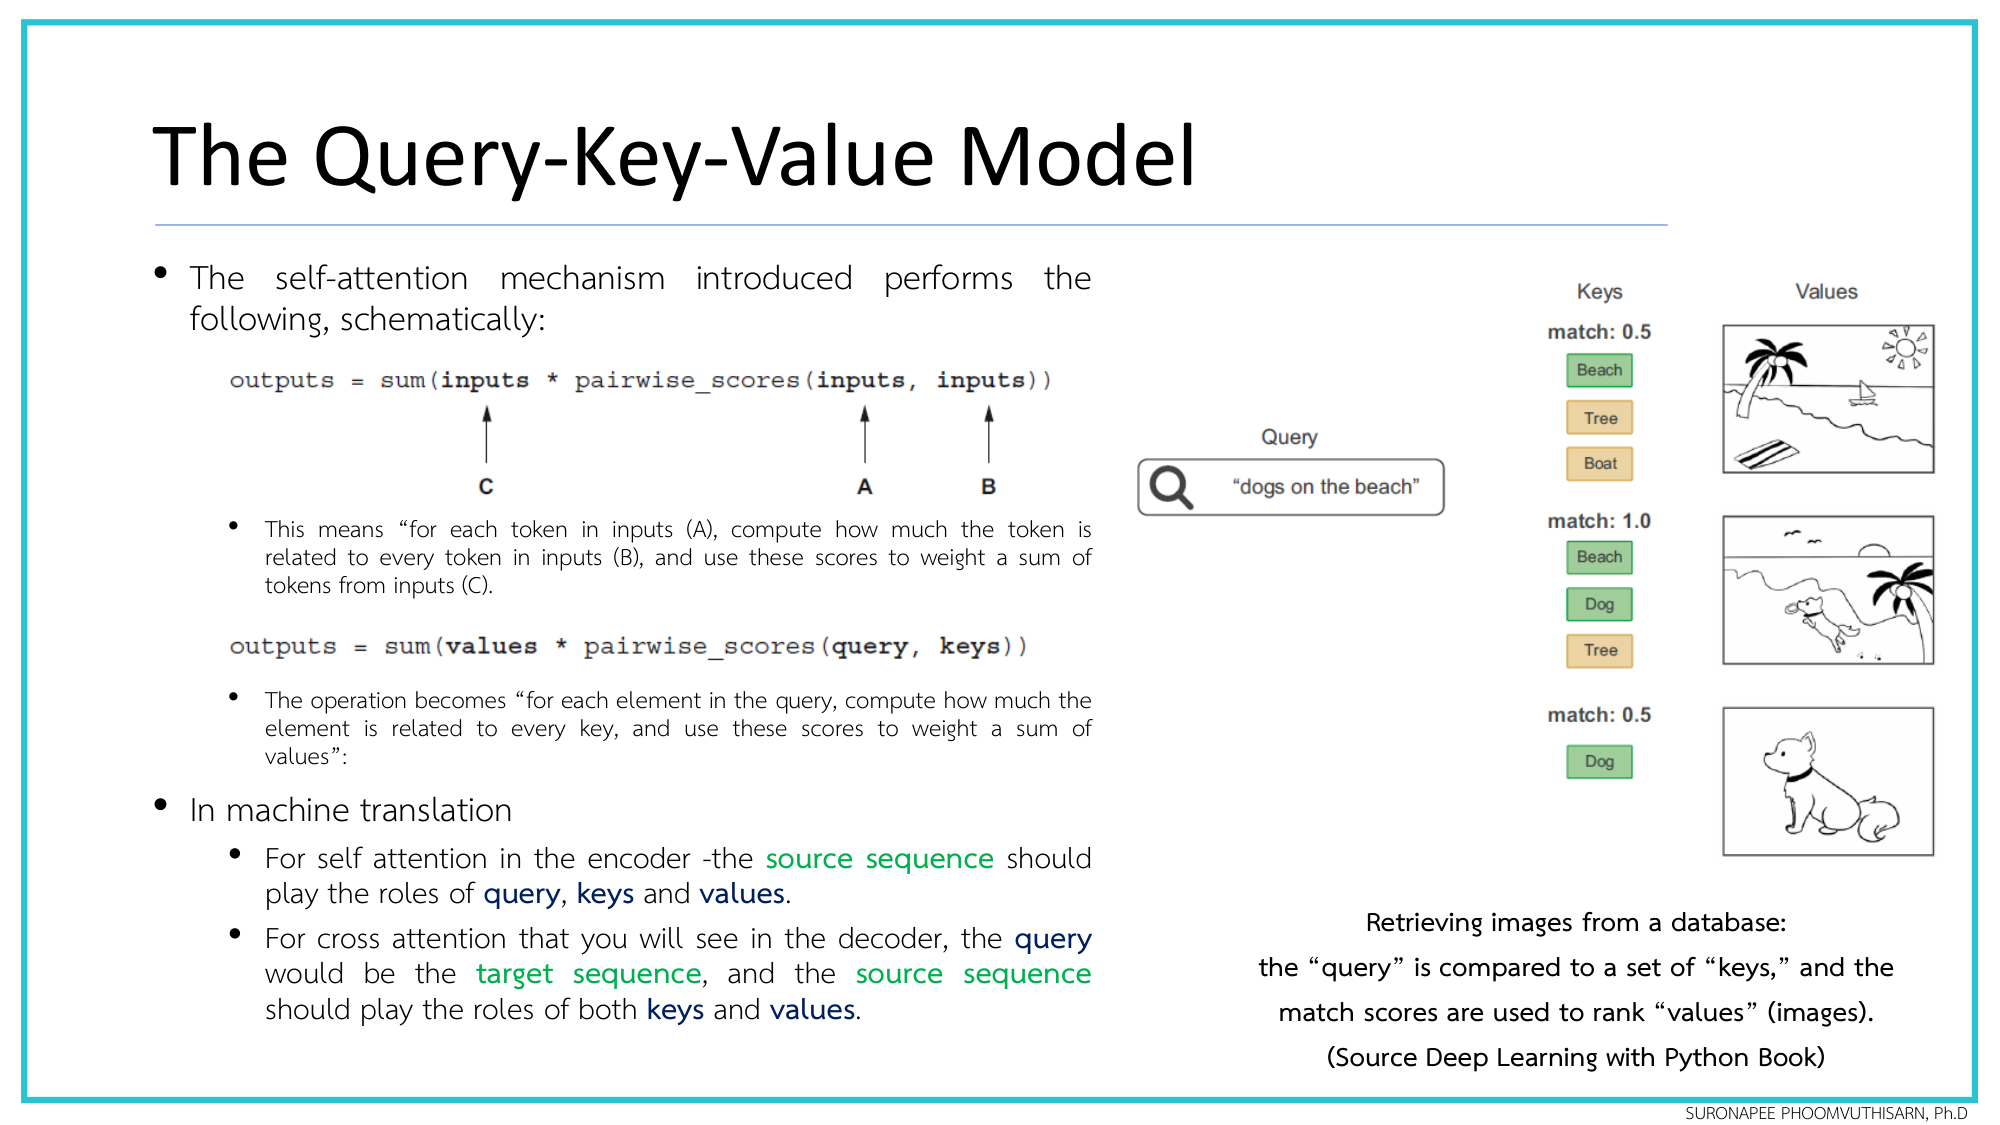 The Query-Key-Value Model
• The self-attention mechanism introduced performs the
following, schematically:
outputs = sum(inputs * pairwise_scores(inputs, inputs))
C A B
• This means “for each token in inputs (A), compute how much the token is
related to every token in inputs (B), and use these scores to weight a sum of
tokens from inputs (C).
outputs = sum(values * pairwise_scores(query, keys))
• The operation becomes “for each element in the query, compute how much the
element is related to every key, and use these scores to weight a sum of
values”:
• In machine translation
• For self attention in the encoder -the source sequence should
play the roles of query, keys and values.
• For cross attention that you will see in the decoder, the query
would be the target sequence, and the source sequence
should play the roles of both keys and values.
Query
“dogs on the beach”
Keys
match: 0.5
Beach
Tree
Boat
match: 1.0
Beach
Dog
Tree
match: 0.5
Dog
Values
Retrieving images from a database:
the “query” is compared to a set of “keys,” and the
match scores are used to rank “values” (images).
(Source Deep Learning with Python Book)
SURONAPEE PHOOMVUTHISARN, Ph.D